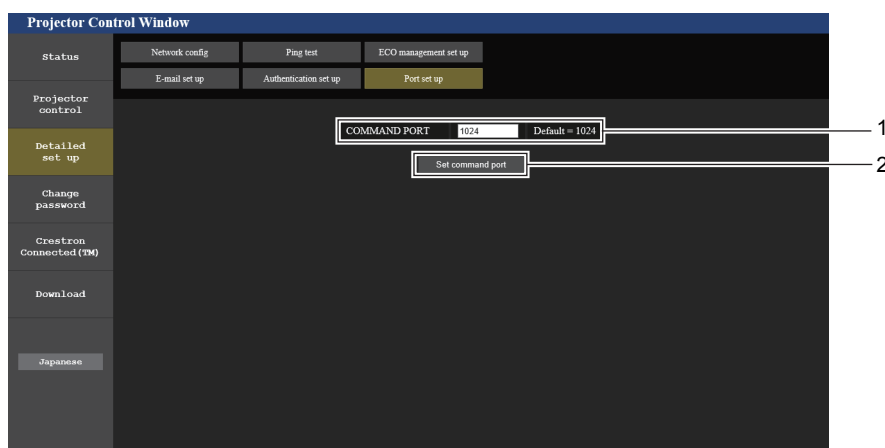 Projector Control Window
Status
Network config
Ping test
ECO management set up
E-mail set up
Authentication set up
Port set up
Projector
control
Detailed
set up
COMMAND PORT 1024 Default = 1024
1
Set command port
2
Change
password
Crestron
Connected(TM)
Download
Japanese